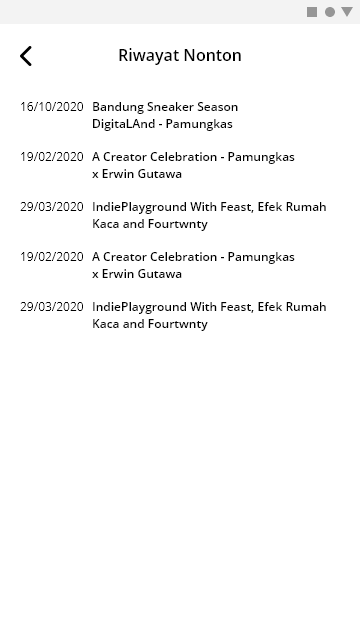 Riwayat Nonton
16/10/2020 Bandung Sneaker Season
DigitaLAnd - Pamungkas
19/02/2020 A Creator Celebration - Pamungkas
x Erwin Gutawa
29/03/2020 IndiePlayground With Feast, Efek Rumah
Kaca and Fourtwnty
19/02/2020 A Creator Celebration - Pamungkas
x Erwin Gutawa
29/03/2020 IndiePlayground With Feast, Efek Rumah
Kaca and Fourtwnty